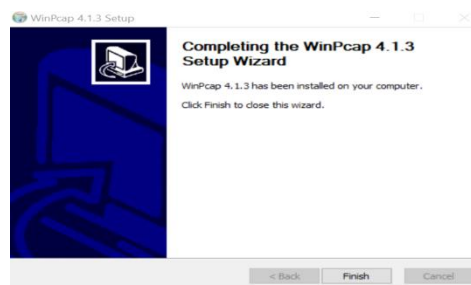 WinPcap 4.1.3 Setup
Completing the WinPcap 4.1.3
Setup Wizard
WinPcap 4.1.3 has been installed on your computer.
Click Finish to close this wizard.
< Back Finish Cancel